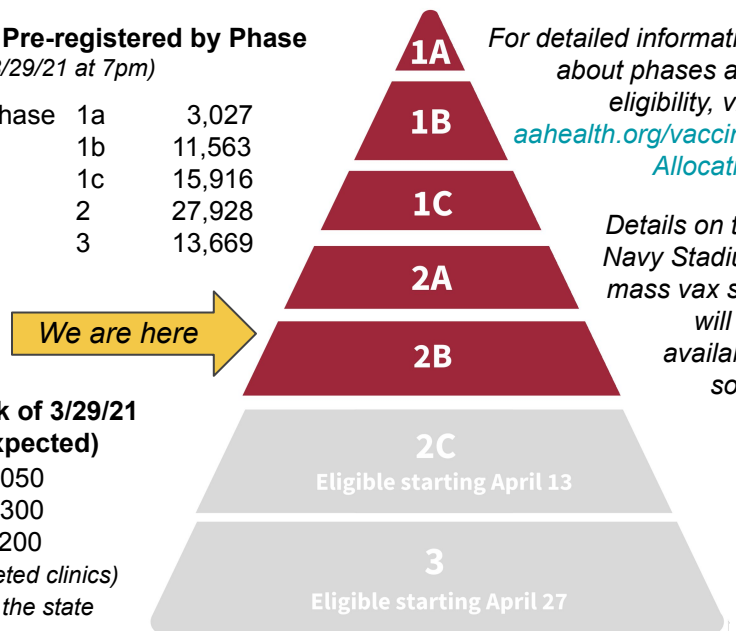 Pre-registered by Phase
3/29/21 at 7pm)
hase 1a 3,027
1b 11,563
1c 15,916
2 27,928
3 13,669
We are here
k of 3/29/21
xpected)
050
300
200
eted clinics)
the state
1A
1B
1C
2A
2B
2C
Eligible starting April 13
3
Eligible starting April 27
For detailed informati
about phases a
eligibility, v
aahealth.org/vaccin
Allocati
Details on t
Navy Stadiu
mass vax s
will
availa
so